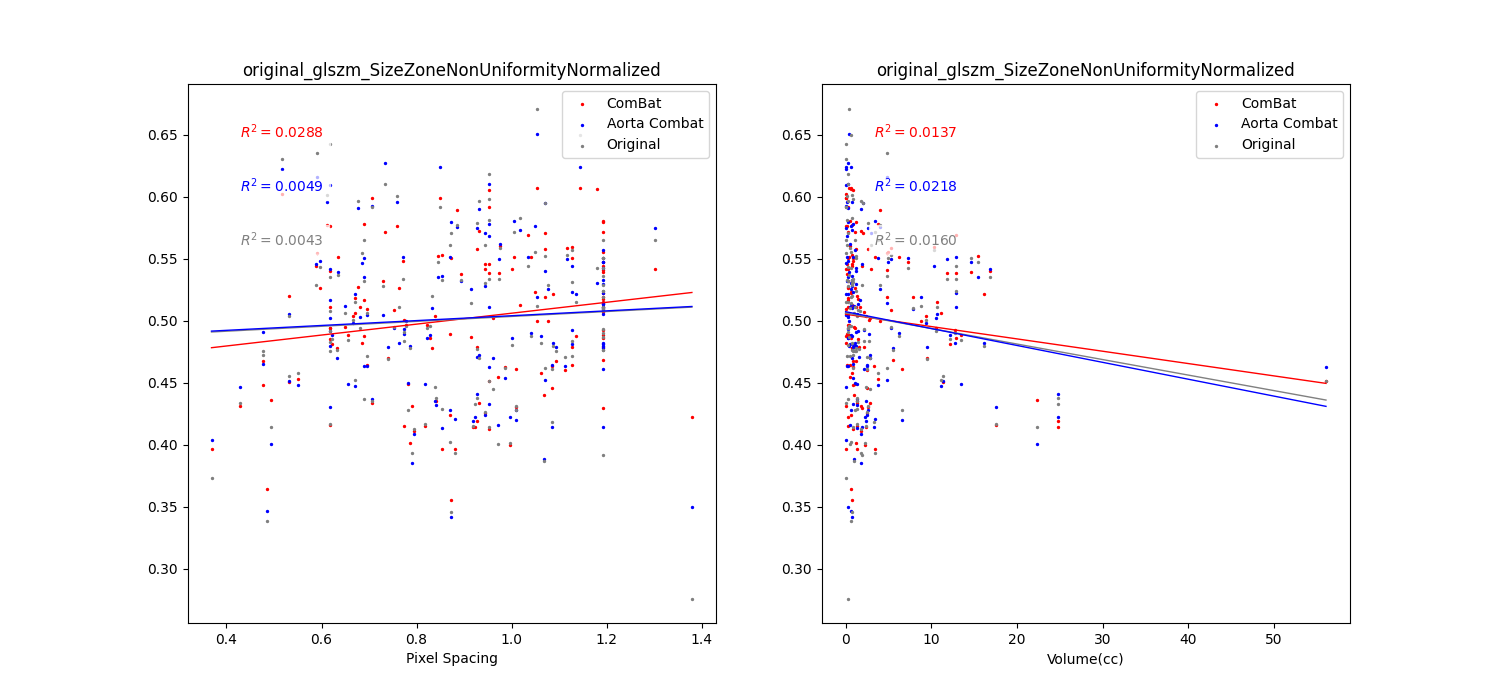 original_glszm_SizeZoneNonUniformityNormalized
ComBat
Aorta Combat
Original
R² = 0.0288
R² = 0.0049
R² = 0.0043
0.65
0.60
0.55
0.50
0.45
0.40
0.35
0.30
0.4 0.6 0.8 1.0 1.2 1.4
Pixel Spacing
original_glszm_SizeZoneNonUniformityNormalized
ComBat
Aorta Combat
Original
R² = 0.0137
R² = 0.0218
R² = 0.0160
0.65
0.60
0.55
0.50
0.45
0.40
0.35
0.30
0 10 20 30 40 50
Volume(cc)